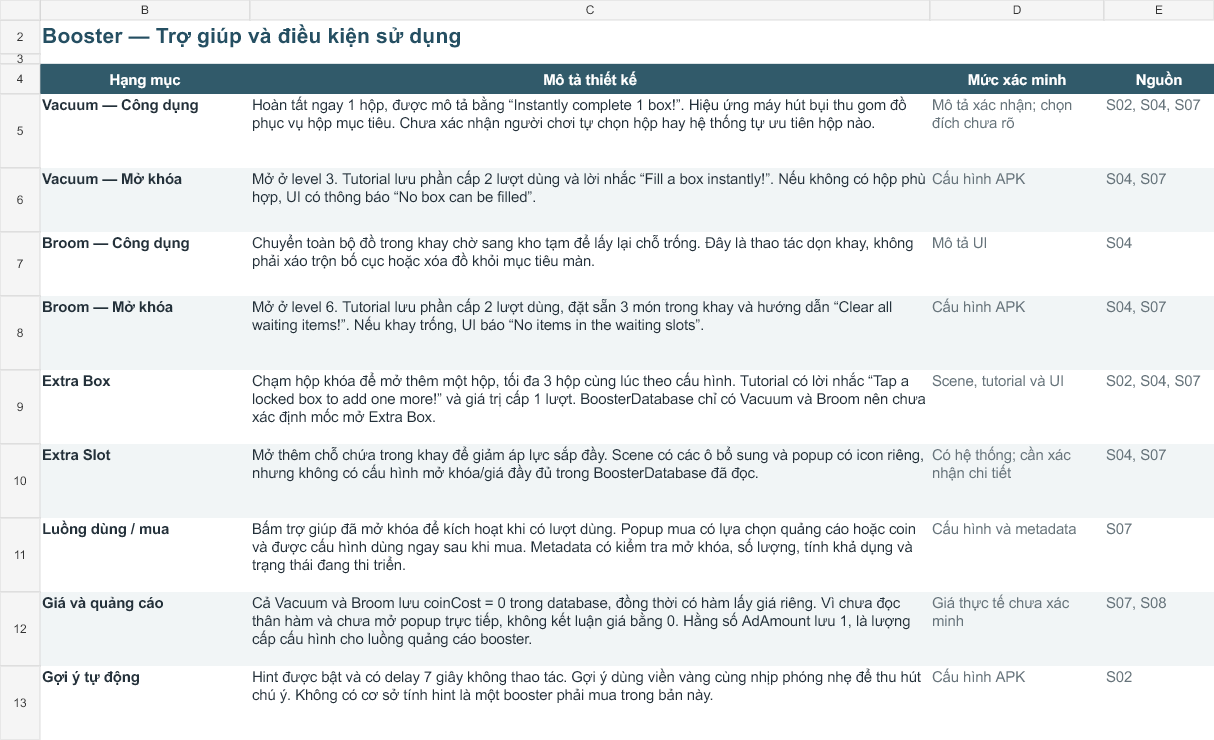 B C D E
2 Booster — Trợ giúp và điều kiện sử dụng
3
4 Hạng mục Mô tả thiết kế Mức xác minh Nguồn
5 Vacuum — Công dụng Hoàn tất ngay 1 hộp, được mô tả bằng “Instantly complete 1 box!”. Hiệu ứng máy hút bụi thu gom đồ Mô tả xác nhận; chọn S02, S04, S07
phục vụ hộp mục tiêu. Chưa xác nhận người chơi tự chọn hộp hay hệ thống tự ưu tiên hộp nào. đích chưa rõ
6 Vacuum — Mở khóa Mở ở level 3. Tutorial lưu phần cấp 2 lượt dùng và lời nhắc “Fill a box instantly!”. Nếu không có hộp phù Cấu hình APK S04, S07
hợp, UI có thông báo “No box can be filled”.
7 Broom — Công dụng Chuyển toàn bộ đồ trong khay chờ sang kho tạm để lấy lại chỗ trống. Đây là thao tác dọn khay, không Mô tả UI S04
phải xáo trộn bố cục hoặc xóa đồ khỏi mục tiêu màn.
8 Broom — Mở khóa Mở ở level 6. Tutorial lưu phần cấp 2 lượt dùng, đặt sẵn 3 món trong khay và hướng dẫn “Clear all Cấu hình APK S04, S07
waiting items!”. Nếu khay trống, UI báo “No items in the waiting slots”.
9 Extra Box Chạm hộp khóa để mở thêm một hộp, tối đa 3 hộp cùng lúc theo cấu hình. Tutorial có lời nhắc “Tap a Scene, tutorial và UI S02, S04, S07
locked box to add one more!” và giá trị cấp 1 lượt. BoosterDatabase chỉ có Vacuum và Broom nên chưa
xác định mốc mở Extra Box.
10 Extra Slot Mở thêm chỗ chứa trong khay để giảm áp lực sắp đầy. Scene có các ô bổ sung và popup có icon riêng, Có hệ thống; cần xác S04, S07
nhưng không có cấu hình mở khóa/giá đầy đủ trong BoosterDatabase đã đọc. nhận chi tiết
11 Luồng dùng / mua Bấm trợ giúp đã mở khóa để kích hoạt khi có lượt dùng. Popup mua có lựa chọn quảng cáo hoặc coin Cấu hình và metadata S07
và được cấu hình dùng ngay sau khi mua. Metadata có kiểm tra mở khóa, số lượng, tính khả dụng và
trạng thái đang thi triển.
12 Giá và quảng cáo Cả Vacuum và Broom lưu coinCost = 0 trong database, đồng thời có hàm lấy giá riêng. Vì chưa đọc Giá thực tế chưa xác S07, S08
thân hàm và chưa mở popup trực tiếp, không kết luận giá bằng 0. Hằng số AdAmount lưu 1, là lượng minh
cấp cấu hình cho luồng quảng cáo booster.
13 Gợi ý tự động Hint được bật và có delay 7 giây không thao tác. Gợi ý dùng viền vàng cùng nhịp phóng nhẹ để thu hút Cấu hình APK S02
chú ý. Không có cơ sở tính hint là một booster phải mua trong bản này.